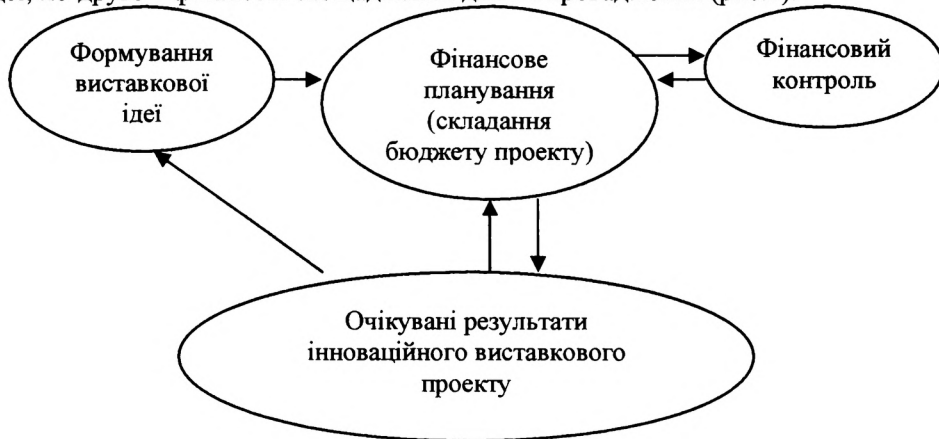 Формування
виставкової
ідеї
Фінансове
планування
(складання
бюджету проекту)
Фінансовий
контроль
Очікувані результати
інноваційного виставкового
проекту